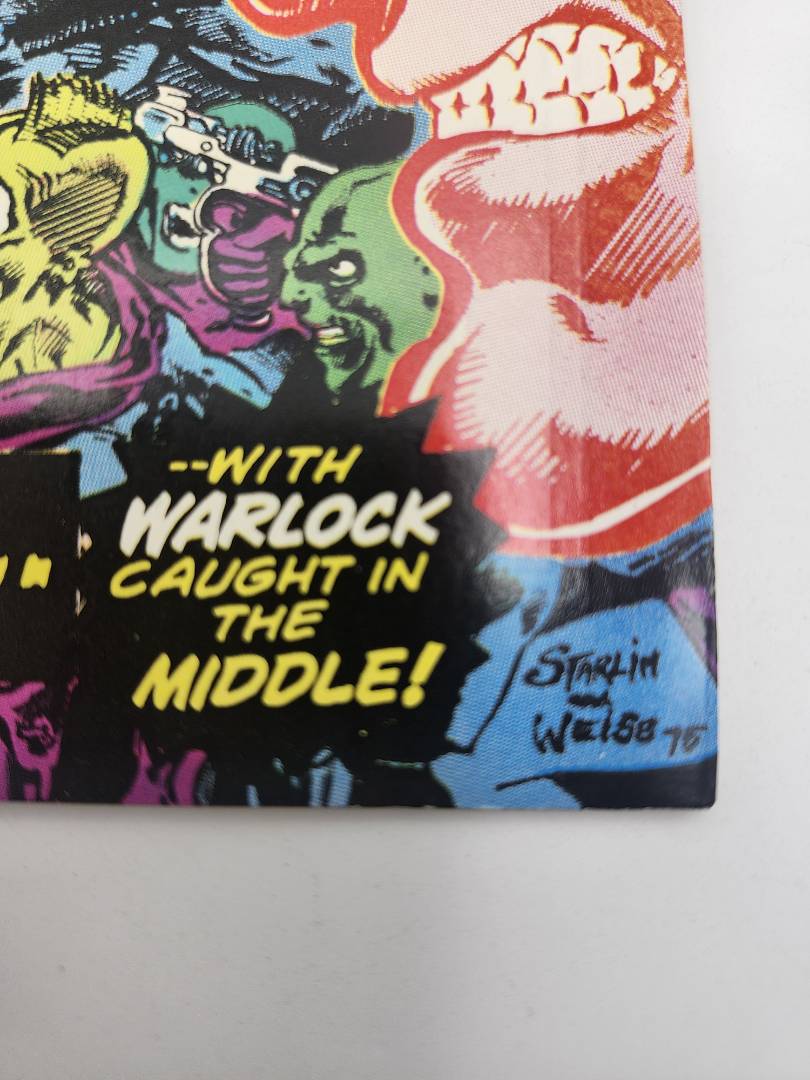 --WITH
WARLOCK
CAUGHT IN
THE
MIDDLE!
STARLIN
WEISS 75